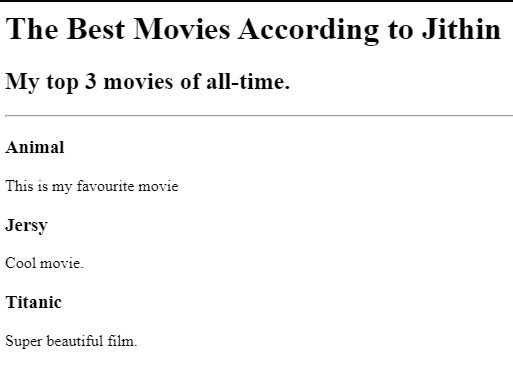 The Best Movies According to Jithin
My top 3 movies of all-time.
Animal
This is my favourite movie
Jersy
Cool movie.
Titanic
Super beautiful film.